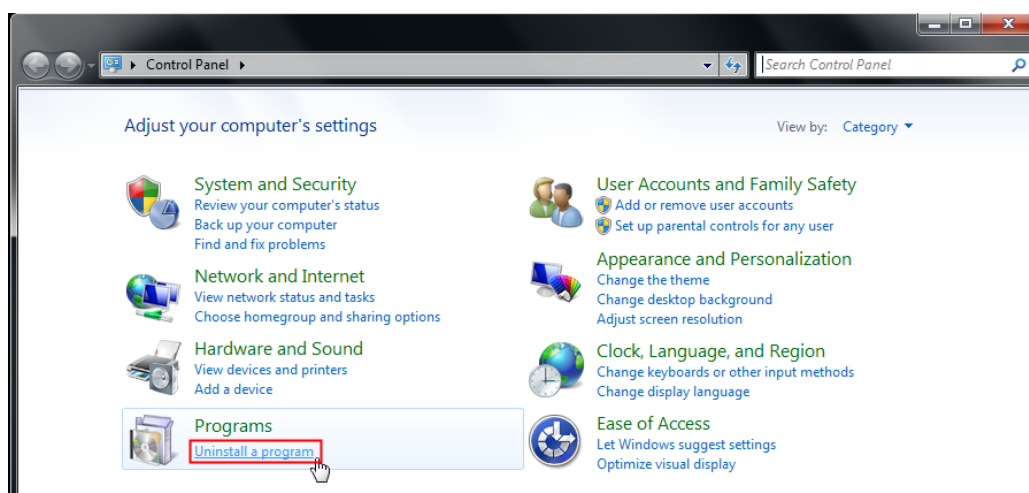 Control Panel
Search Control Panel
Adjust your computer's settings
View by: Category
System and Security
Review your computer's status
Back up your computer
Find and fix problems
Network and Internet
View network status and tasks
Choose homegroup and sharing options
Hardware and Sound
View devices and printers
Add a device
Programs
Uninstall a program
User Accounts and Family Safety
Add or remove user accounts
Set up parental controls for any user
Appearance and Personalization
Change the theme
Change desktop background
Adjust screen resolution
Clock, Language, and Region
Change keyboards or other input methods
Change display language
Ease of Access
Let Windows suggest settings
Optimize visual display